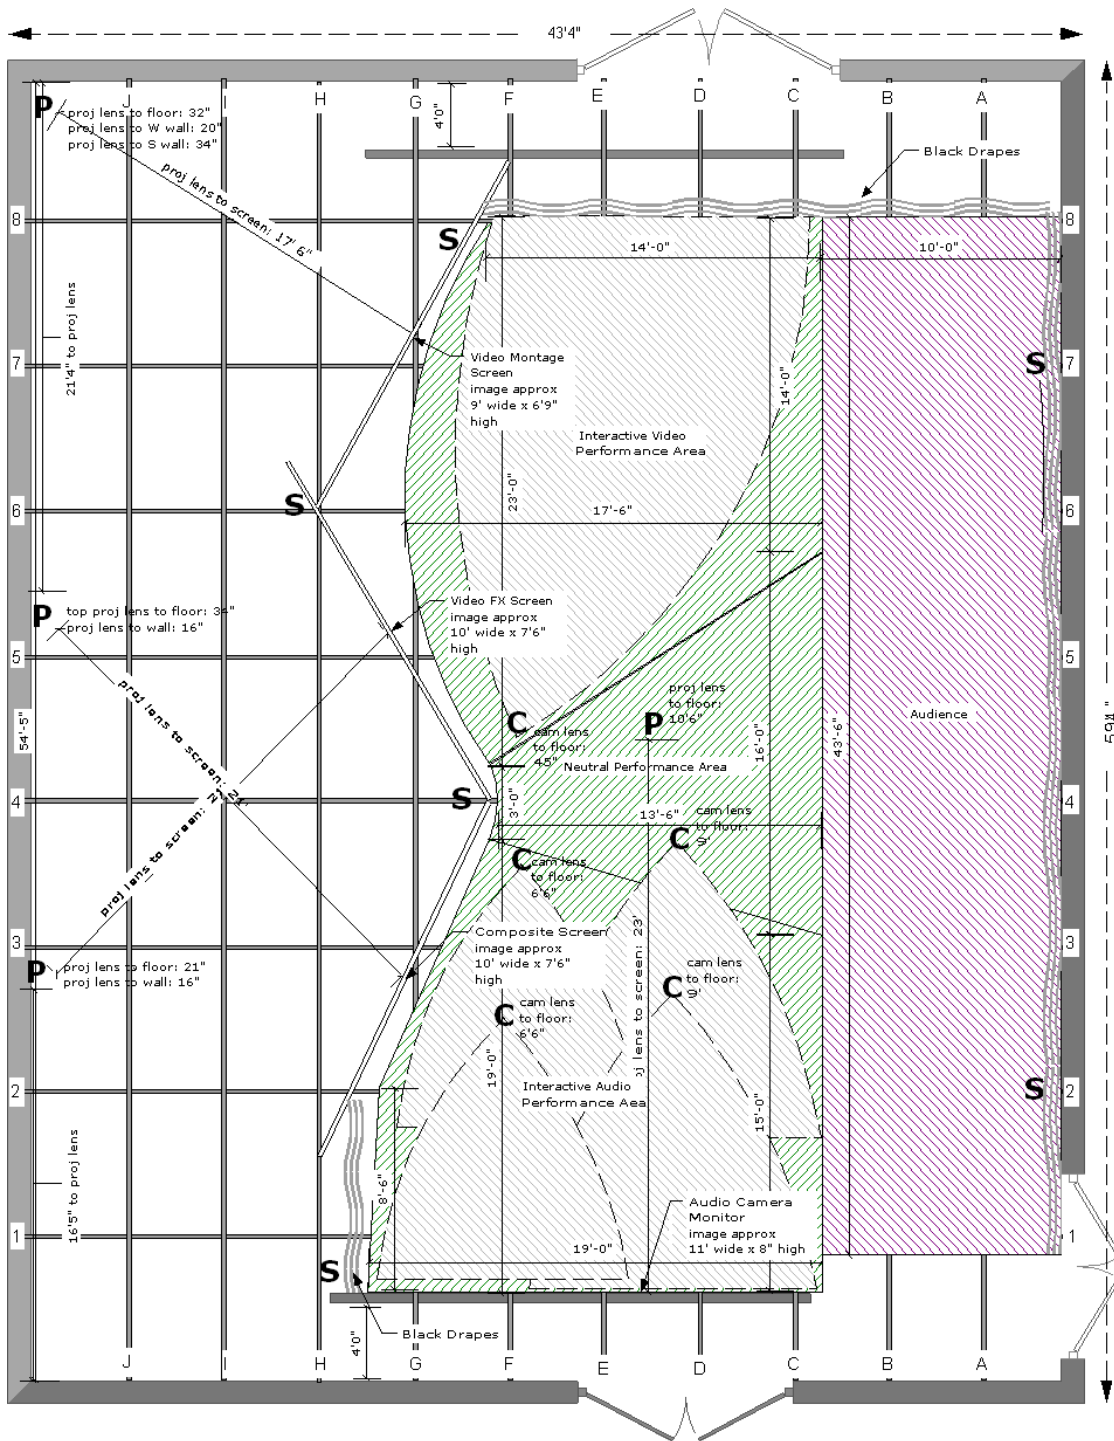 43'4"
J
I
H
G
F
E
D
C
B
A
P
proj lens to floor: 32"
proj lens to W wall: 20"
proj lens to S wall: 34"
4'0"
Black Drapes
proj lens to screen: 17' 6"
8
8
S
14'-0"
10'-0"
21'4" to proj lens
7
7
S
Video Montage
Screen
image approx
9' wide x 6'9"
high
14'-0"
Interactive Video
Performance Area
23'-0"
S
6
6
17'-6"
P
top proj lens to floor: 34"
proj lens to wall: 16"
Video FX Screen
image approx
10' wide x 7'6"
high
5
5
proj lens to screen: 21'
54'-5"
C
cam lens
to floor:
45"
P
proj lens
to floor:
10'6"
Audience
43'-6"
16'-0"
Neutral Performance Area
4
4
S
3'-0"
13'-6"
C
cam lens
to floor:
9'
C
cam lens
to floor:
6'6"
proj lens to screen:
3
3
Composite Screen
image approx
10' wide x 7'6"
high
P
proj lens to floor: 21"
proj lens to wall: 16"
C
cam lens
to floor:
9'
C
cam lens
to floor:
6'6"
proj lens to screen: 23'
2
2
S
19'-0"
Interactive Audio
Performance Aea
15'-0"
16'5" to proj lens
8'-6"
Audio Camera
Monitor
image approx
11' wide x 8" high
1
1
19'-0"
S
Black Drapes
4'0"
J
I
H
G
F
E
D
C
B
A